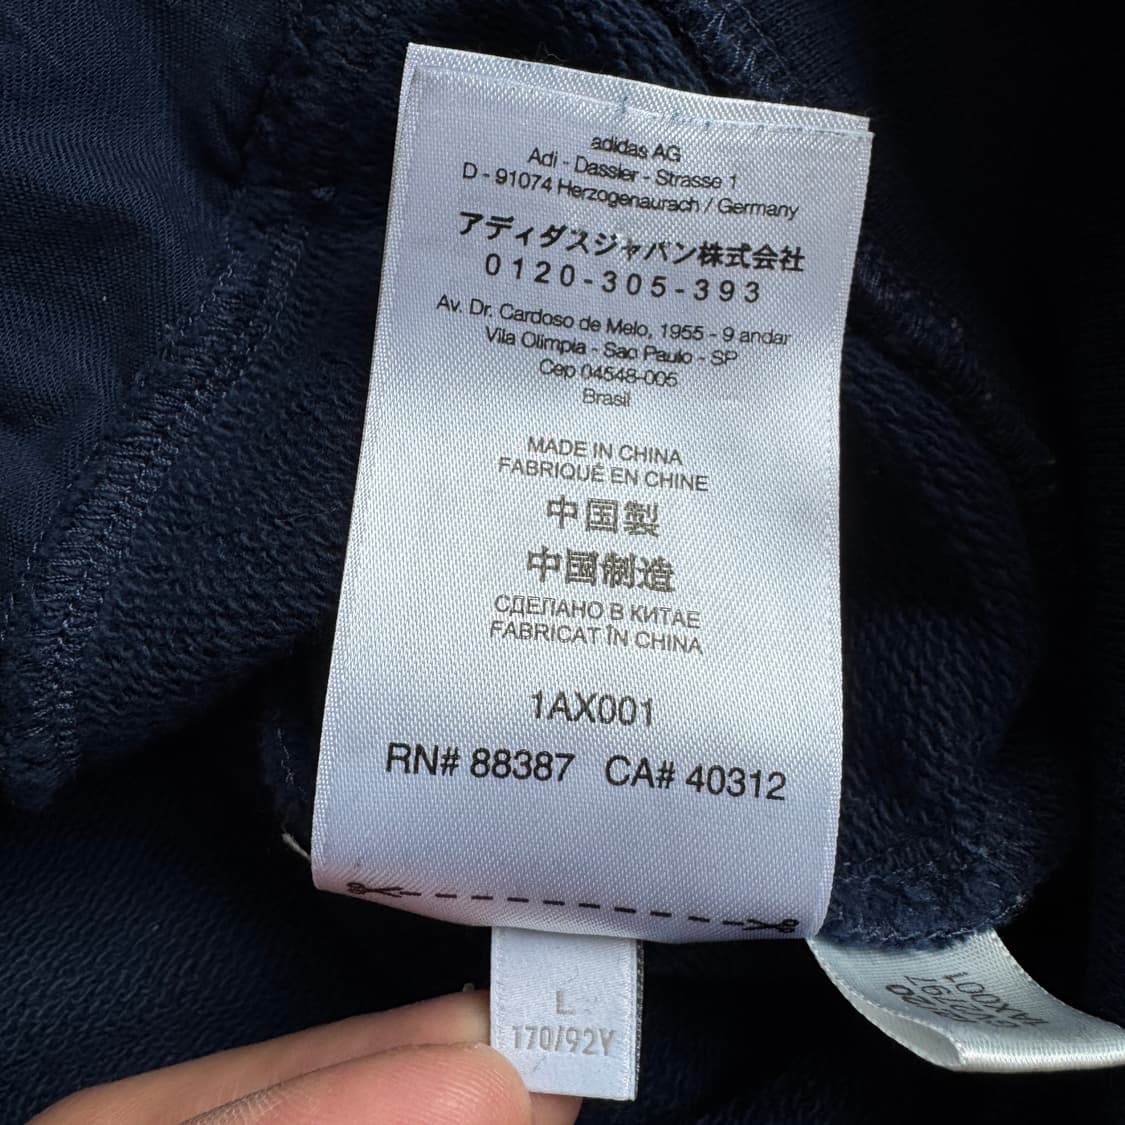 adidas AG
Adi - Dassler - Strasse 1
D - 91074 Herzogenaurach / Germany
アディダスジャパン株式会社
0120-305-393
Av. Dr. Cardoso de Melo, 1955 - 9 andar
Vila Olimpia - Sao Paulo - SP
Cep 04548-005
Brasil
MADE IN CHINA
FABRIQUÉ EN CHINE
中国製
中国制造
СДЕЛАНО В КИТАЕ
FABRICAT ÎN CHINA
1AX001
RN# 88387 CA# 40312
L
170/92Y
1AX001